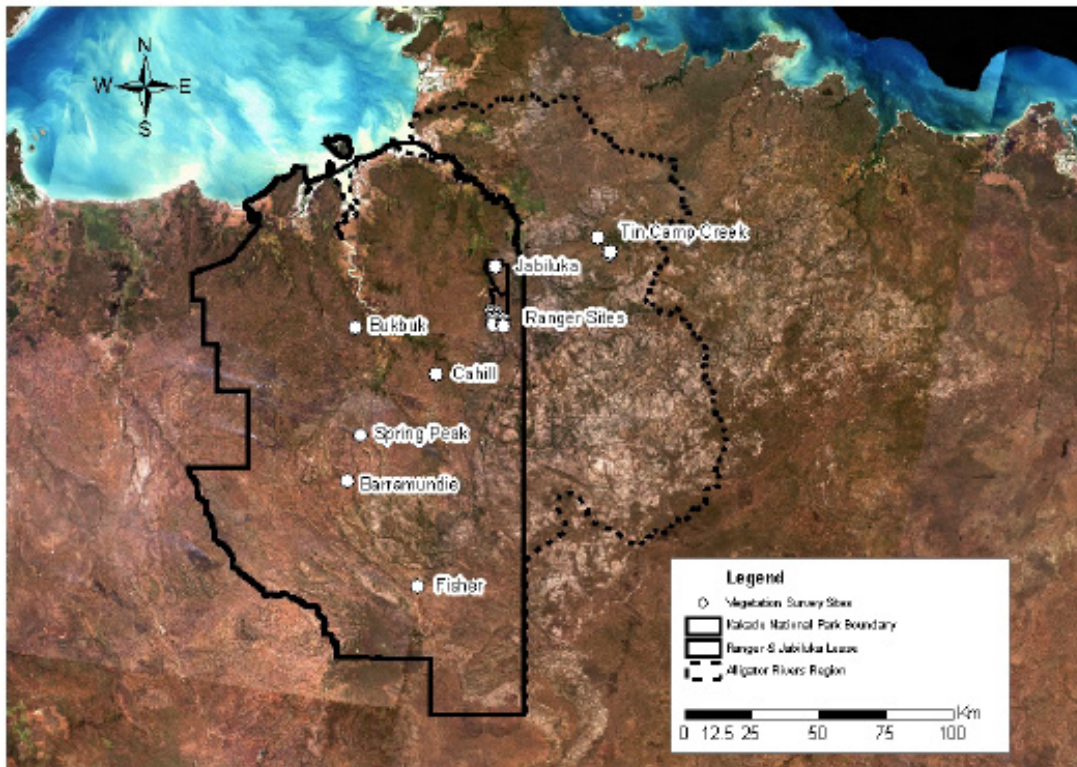 N
W E
S
Tin Camp Creek
Jabiluka
Ranger Sites
Bukbuk
Cahill
Spring Peak
Barramundie
Fisher
Legend
Vegetation Survey Sites
Kakadu National Park Boundary
Ranger & Jabiluka Lease
Alligator Rivers Region
Km
0 12.5 25 50 75 100